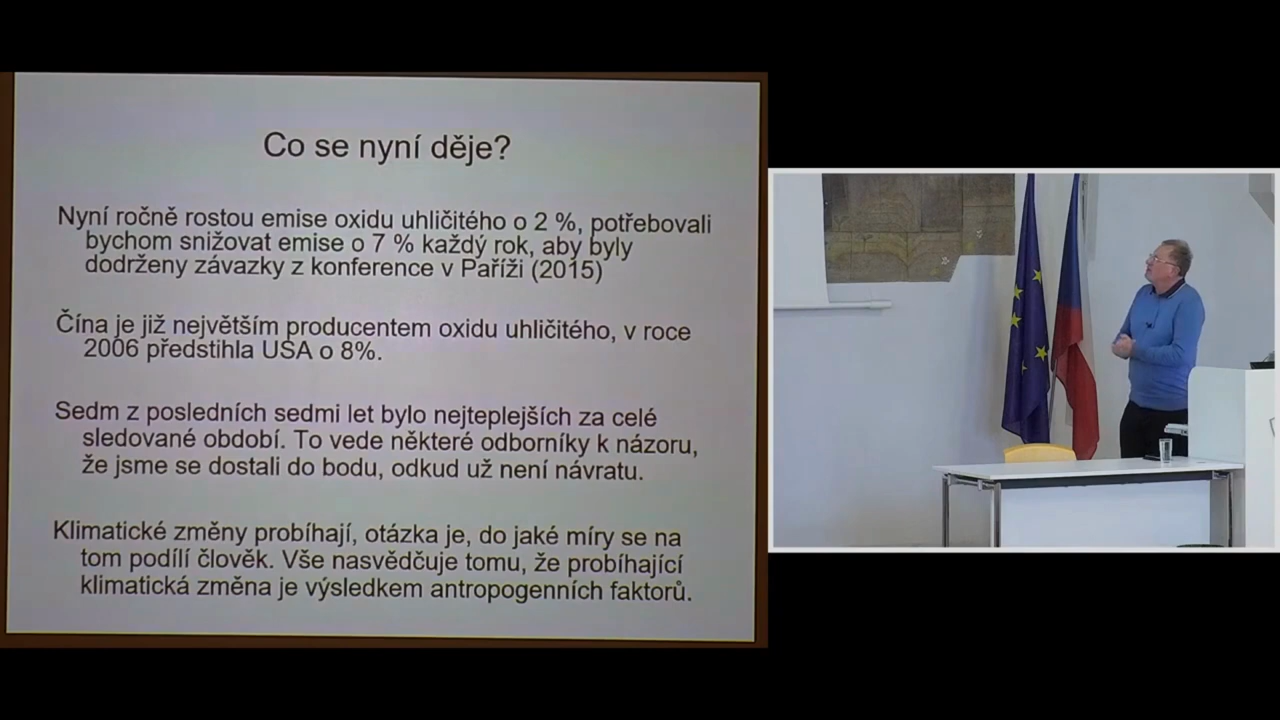 Co se nyní děje?
Nyní ročně rostou emise oxidu uhličitého o 2 %, potřebovali
bychom snižovat emise o 7 % každý rok, aby byly
dodrženy závazky z konference v Paříži (2015)
Čína je již největším producentem oxidu uhličitého, v roce
2006 předstihla USA o 8%.
Sedm z posledních sedmi let bylo nejteplejších za celé
sledované období. To vede některé odborníky k názoru,
že jsme se dostali do bodu, odkud už není návratu.
Klimatické změny probíhají, otázka je, do jaké míry se na
tom podílí člověk. Vše nasvědčuje tomu, že probíhající
klimatická změna je výsledkem antropogenních faktorů.